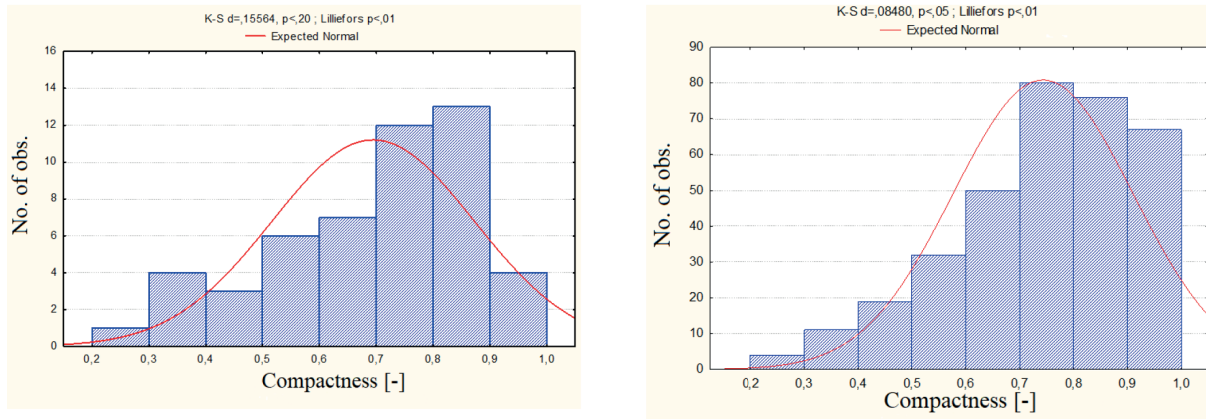 K-S d=,15564, p<,20 ; Lilliefors p<,01
Expected Normal
16
14
12
10
8
6
4
2
0
No. of obs.
0,2 0,3 0,4 0,5 0,6 0,7 0,8 0,9 1,0
Compactness [-]
K-S d=,08480, p<,05 ; Lilliefors p<,01
Expected Normal
90
80
70
60
50
40
30
20
10
0
No. of obs.
0,2 0,3 0,4 0,5 0,6 0,7 0,8 0,9 1,0
Compactness [-]